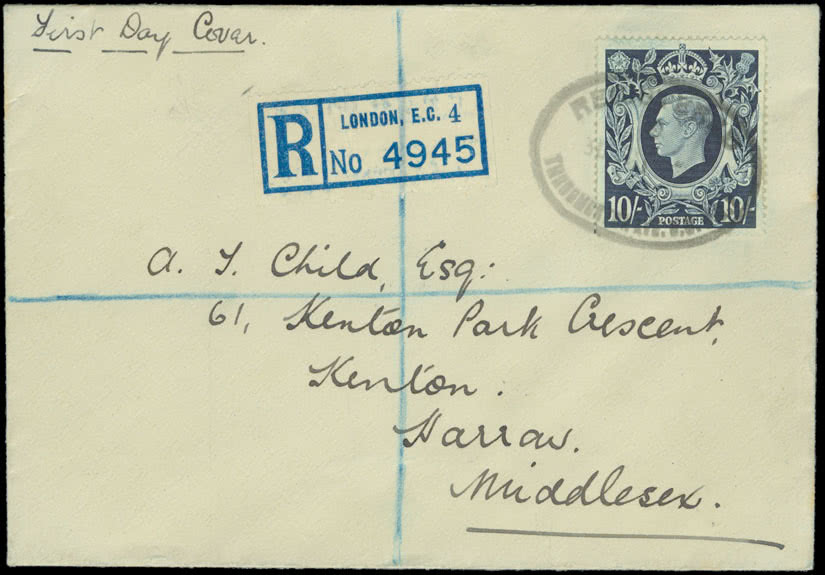 First Day Cover.
R
LONDON, E.C. 4
No 4945
10/- POSTAGE 10/-
A. J. Child, Esq:
61, Kenton Park Crescent,
Kenton.
Harrow.
Middlesex.